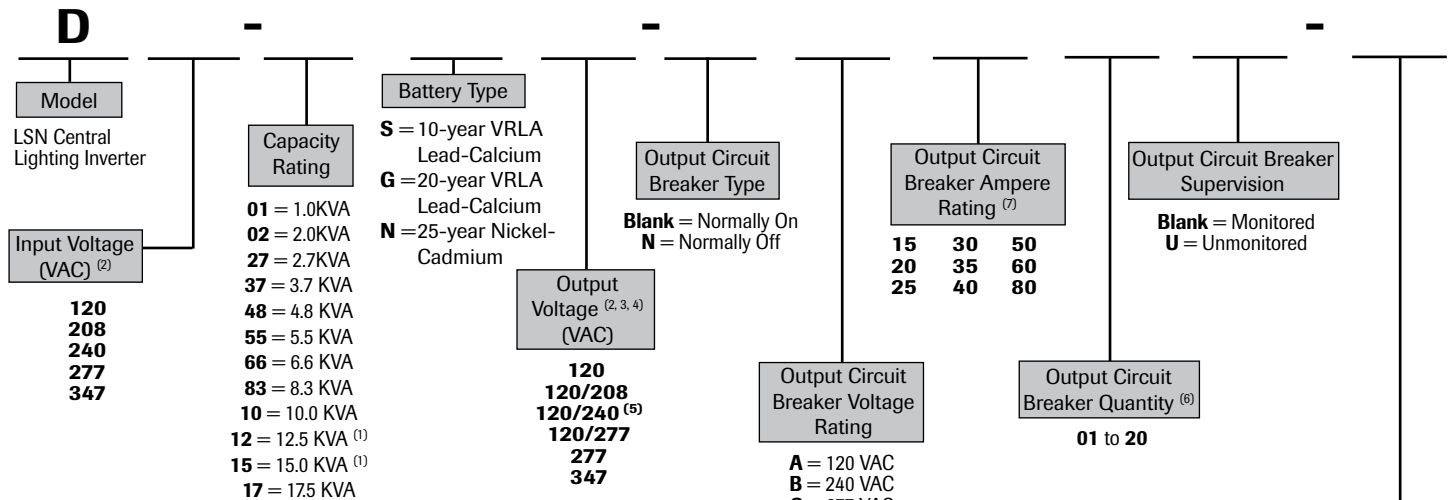 D - - -
Model
LSN Central
Lighting Inverter
Input Voltage
(VAC) (2)
120
208
240
277
347
Capacity
Rating
01 = 1.0KVA
02 = 2.0KVA
27 = 2.7KVA
37 = 3.7 KVA
48 = 4.8 KVA
55 = 5.5 KVA
66 = 6.6 KVA
83 = 8.3 KVA
10 = 10.0 KVA
12 = 12.5 KVA (1)
15 = 15.0 KVA (1)
17 = 17.5 KVA
Battery Type
S = 10-year VRLA
Lead-Calcium
G = 20-year VRLA
Lead-Calcium
N = 25-year Nickel-
Cadmium
Output
Voltage (2, 3, 4)
(VAC)
120
120/208
120/240 (5)
120/277
277
347
Output Circuit
Breaker Type
Blank = Normally On
N = Normally Off
Output Circuit
Breaker Voltage
Rating
A = 120 VAC
B = 240 VAC
Output Circuit
Breaker Ampere
Rating (7)
15 30 50
20 35 60
25 40 80
Output Circuit
Breaker Quantity (6)
01 to 20
Output Circuit Breaker
Supervision
Blank = Monitored
U = Unmonitored